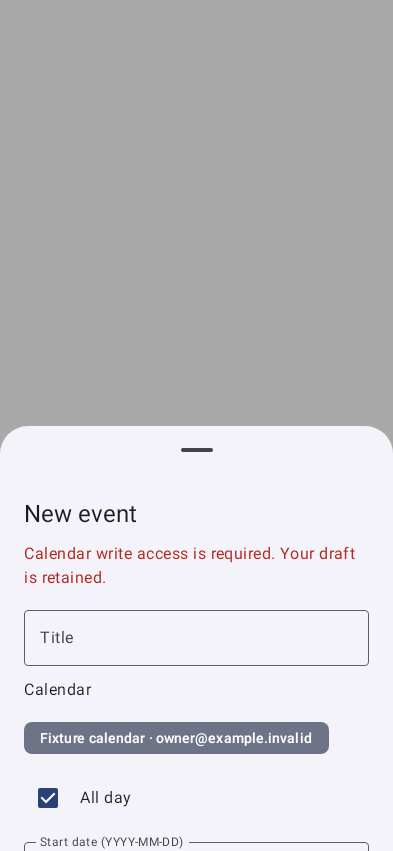 New event
Calendar write access is required. Your draft
is retained.
Title
Calendar
Fixture calendar · owner@example.invalid
All day
Start date (YYYY-MM-DD)